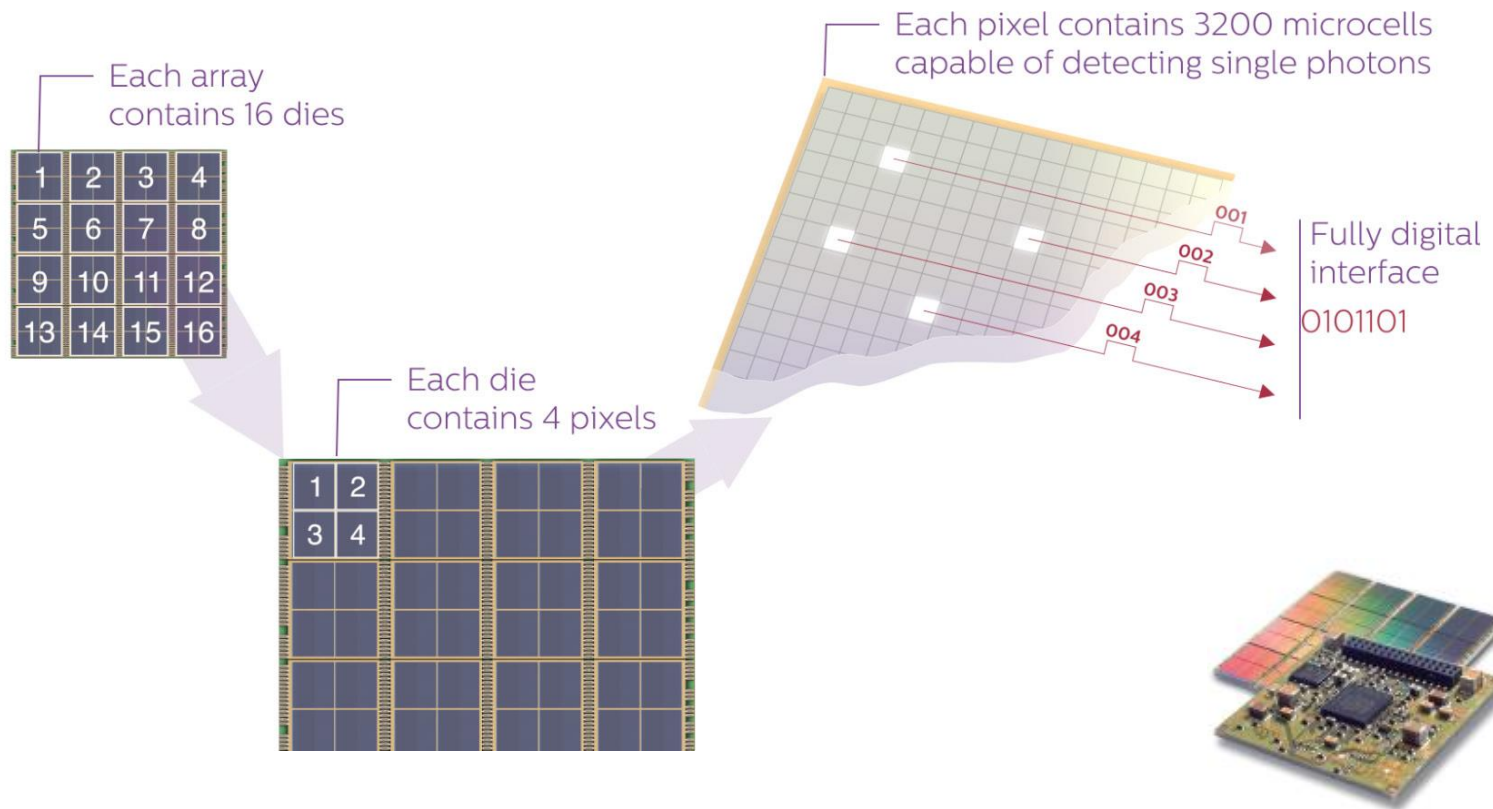 Each pixel contains 3200 microcells
capable of detecting single photons
Each array
contains 16 dies
1 2 3 4
5 6 7 8
9 10 11 12
13 14 15 16
001
002
003
004
Fully digital
interface
0101101
Each die
contains 4 pixels
1 2
3 4